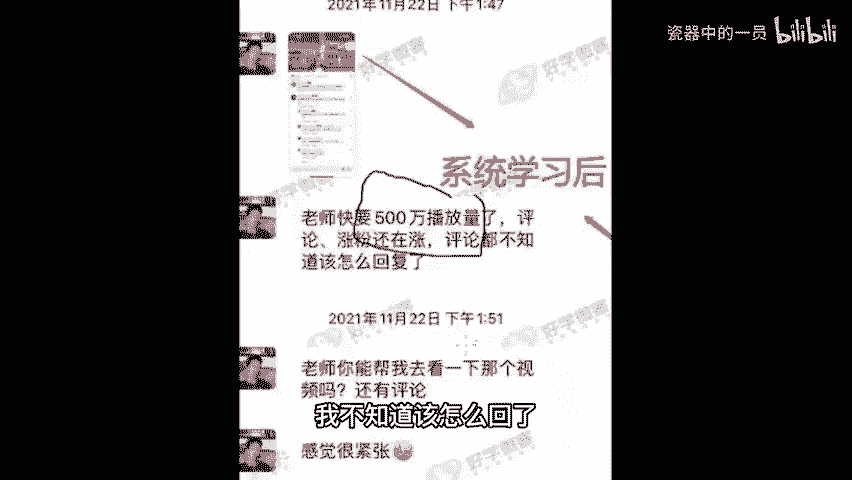 2021年11月22日 下午1:47
瓷器中的一员 bilibili
系统学习后
老师快要500万播放量了，评
论、涨粉还在涨，评论都不知
道该怎么回复了
2021年11月22日 下午1:51
老师你能帮我去看一下那个视
频吗？还有评论
我不知道该怎么回了
感觉很紧张